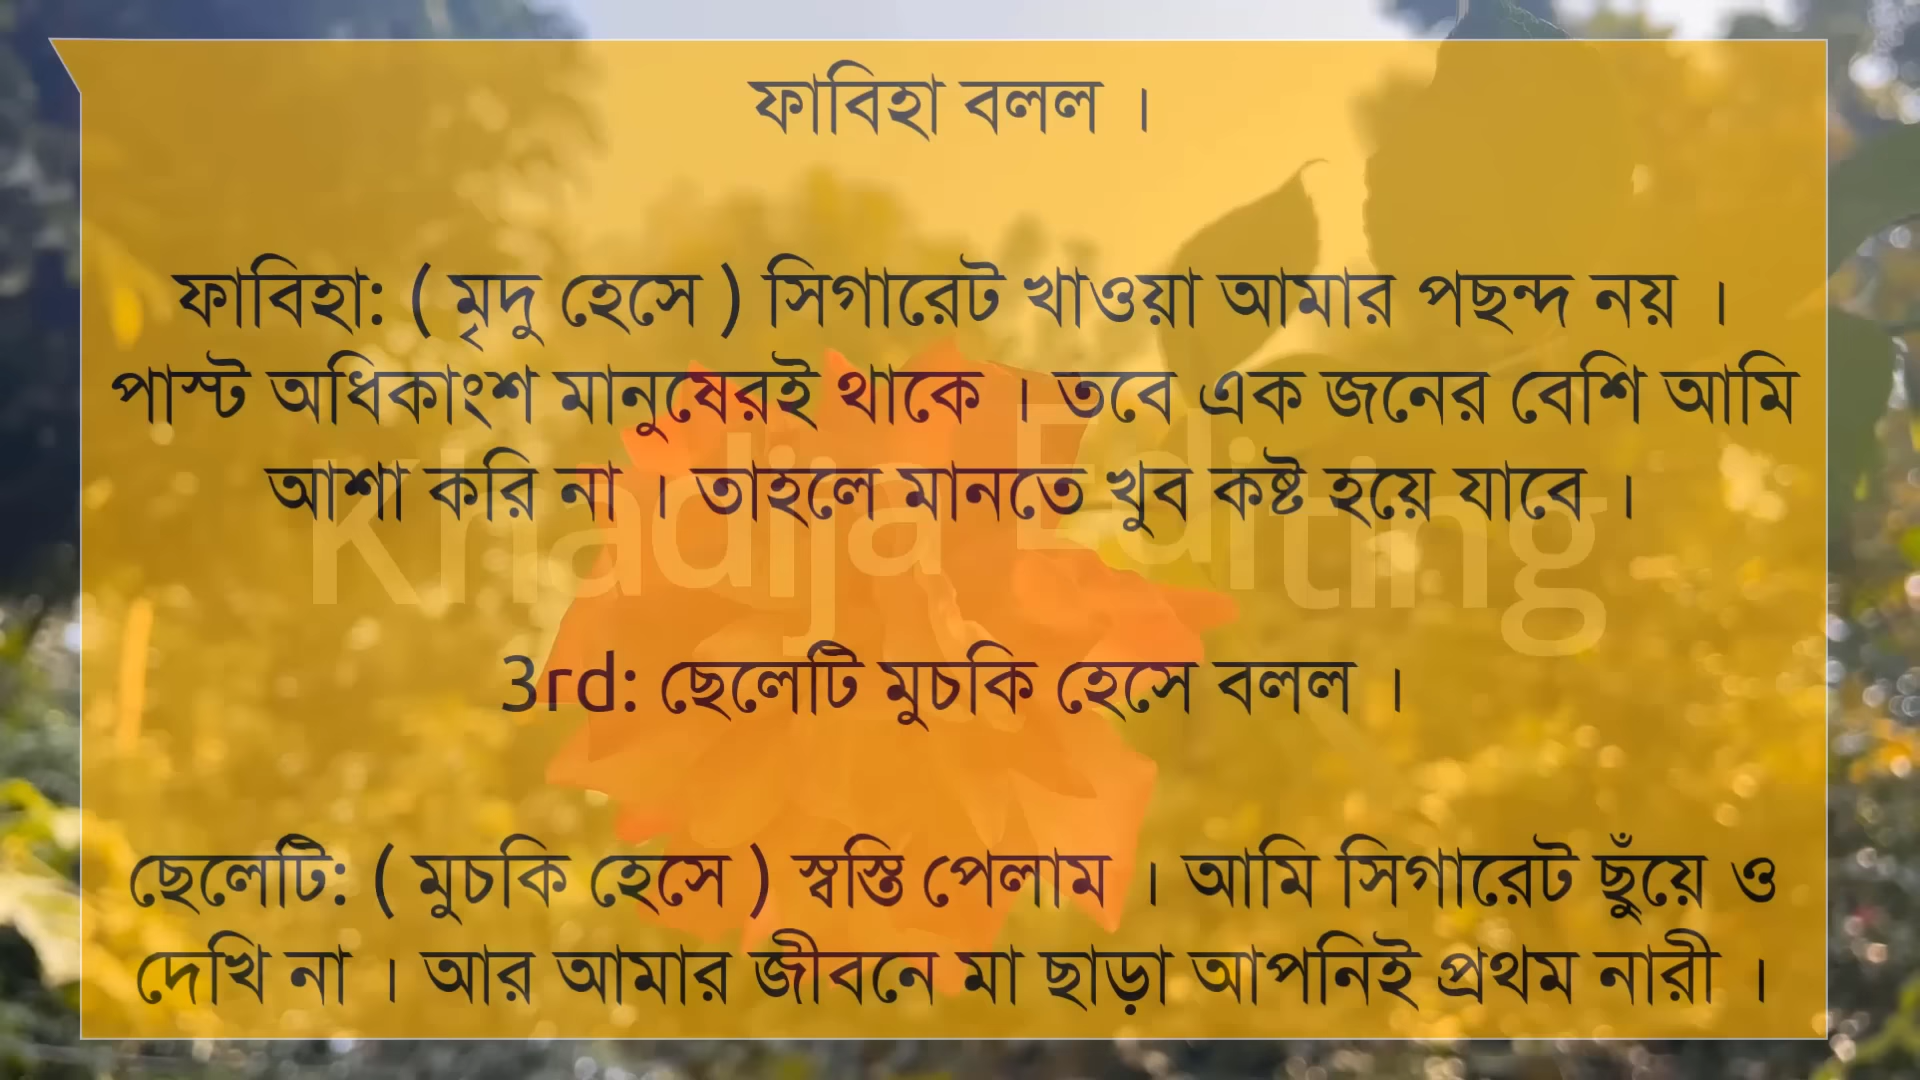 ফাবিহা বলল ।
ফাবিহা: ( মৃদু হেসে ) সিগারেট খাওয়া আমার পছন্দ নয় ।
পাস্ট অধিকাংশ মানুষেরই থাকে । তবে এক জনের বেশি আমি
আশা করি না । তাহলে মানতে খুব কষ্ট হয়ে যাবে ।
Khadija Editing
3rd: ছেলেটি মুচকি হেসে বলল ।
ছেলেটি: ( মুচকি হেসে ) স্বস্তি পেলাম । আমি সিগারেট ছুঁয়ে ও
দেখি না । আর আমার জীবনে মা ছাড়া আপনিই প্রথম নারী ।